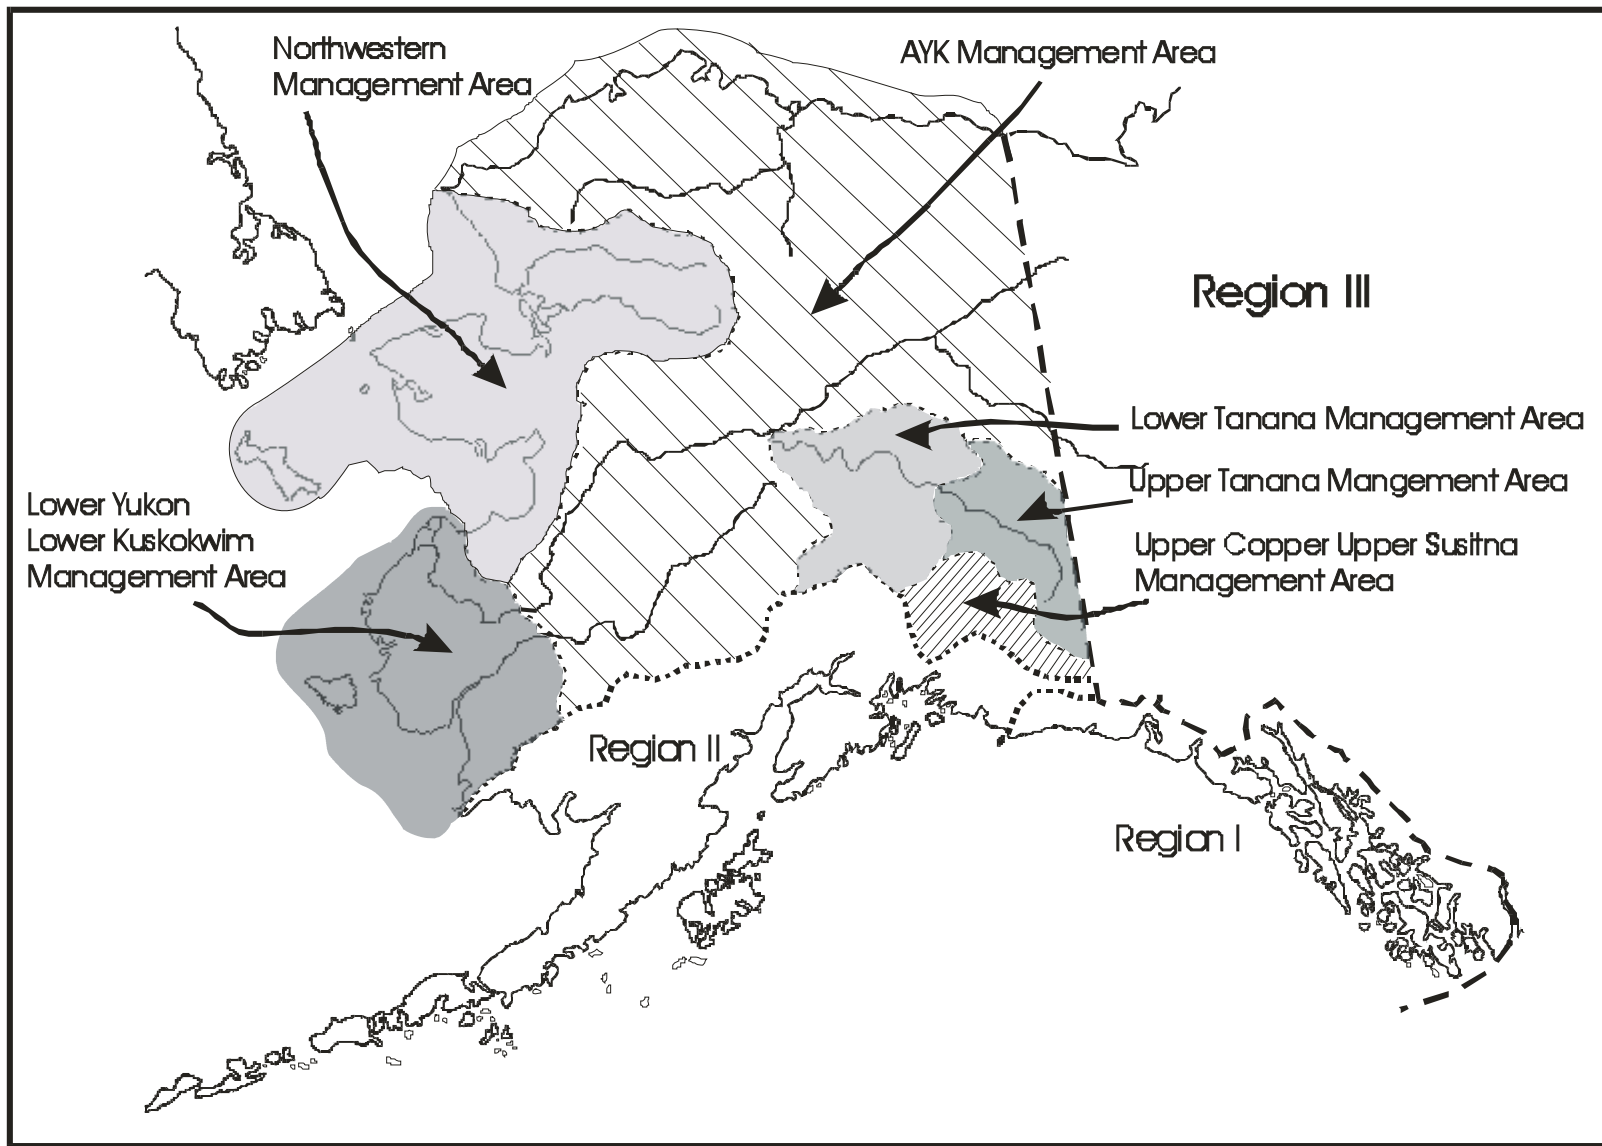 Northwestern
Management Area
AYK Management Area
Region III
Lower Tanana Management Area
Upper Tanana Mangement Area
Lower Yukon
Lower Kuskokwim
Management Area
Upper Copper Upper Susitna
Management Area
Region II
Region I